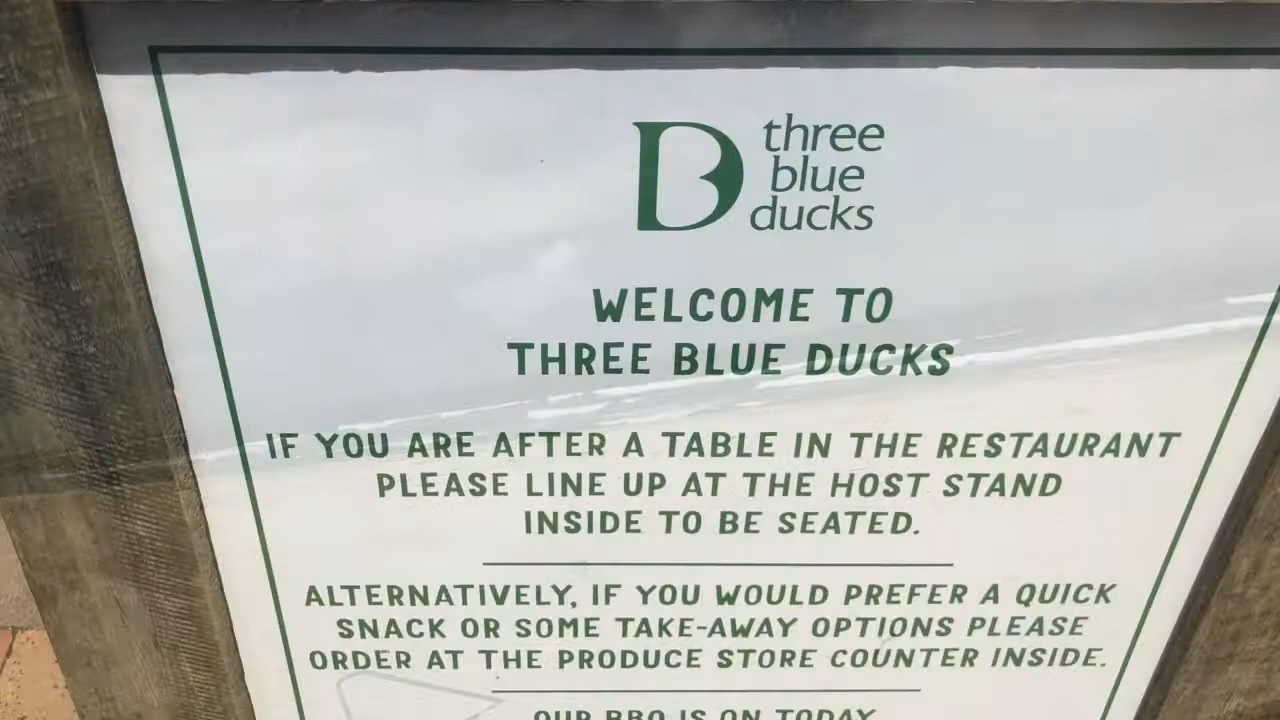 three
blue
ducks
WELCOME TO
THREE BLUE DUCKS
IF YOU ARE AFTER A TABLE IN THE RESTAURANT
PLEASE LINE UP AT THE HOST STAND
INSIDE TO BE SEATED.
ALTERNATIVELY, IF YOU WOULD PREFER A QUICK
SNACK OR SOME TAKE-AWAY OPTIONS PLEASE
ORDER AT THE PRODUCE STORE COUNTER INSIDE.
OUR BBQ IS ON TODAY